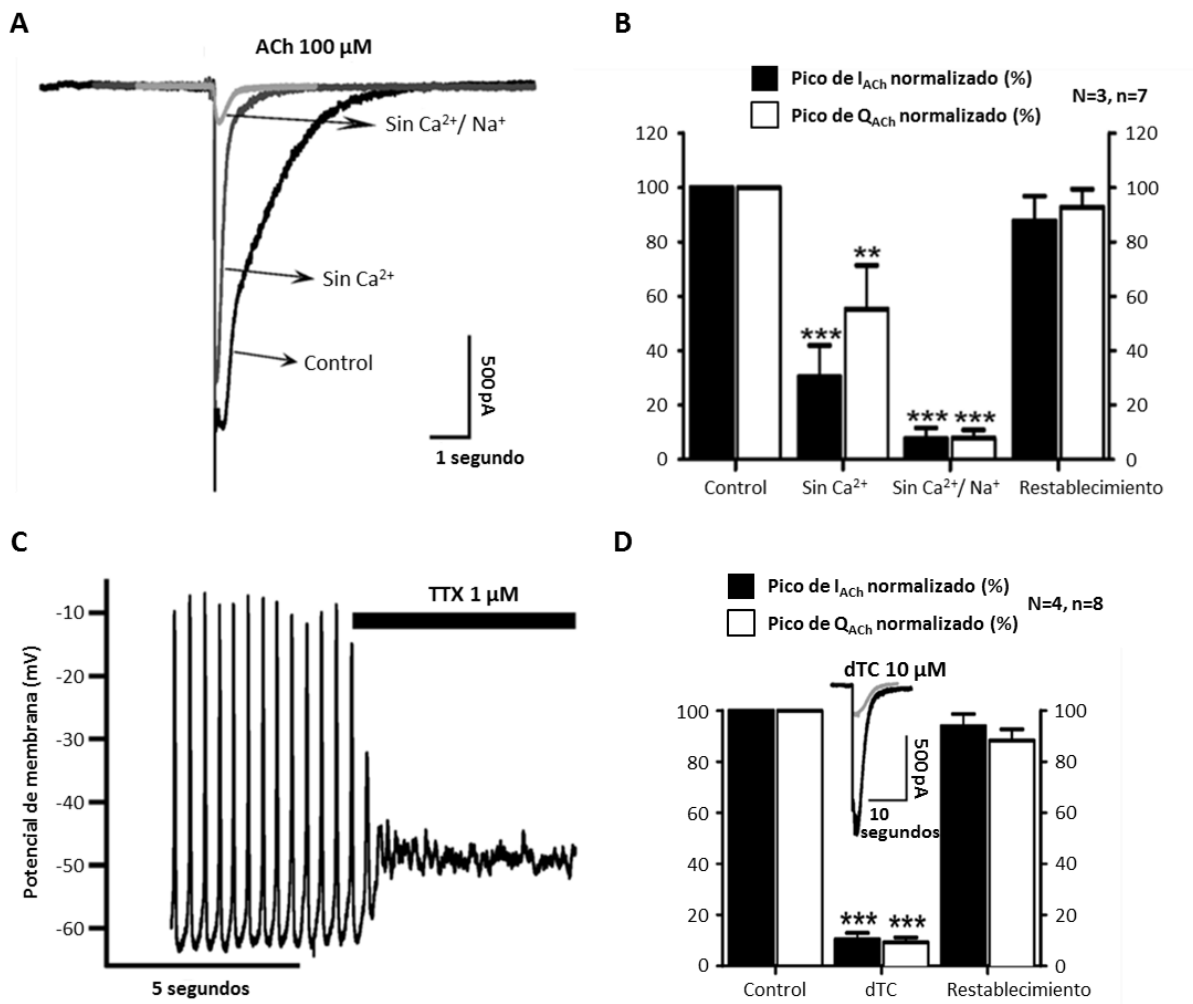 A
ACh 100 µM
Sin Ca²⁺/ Na⁺
Sin Ca²⁺
Control
500 pA
1 segundo
B
Pico de I_ACh normalizado (%)
Pico de Q_ACh normalizado (%)
N=3, n=7
120
100
80
60
40
20
0
120
100
80
60
40
20
0
***
**
***
***
Control
Sin Ca²⁺
Sin Ca²⁺/ Na⁺
Restablecimiento
C
TTX 1 µM
Potencial de membrana (mV)
-10
-20
-30
-40
-50
-60
5 segundos
D
Pico de I_ACh normalizado (%)
Pico de Q_ACh normalizado (%)
N=4, n=8
dTC 10 µM
500 pA
10
segundos
100
80
60
40
20
0
100
80
60
40
20
0
***
***
Control
dTC
Restablecimiento